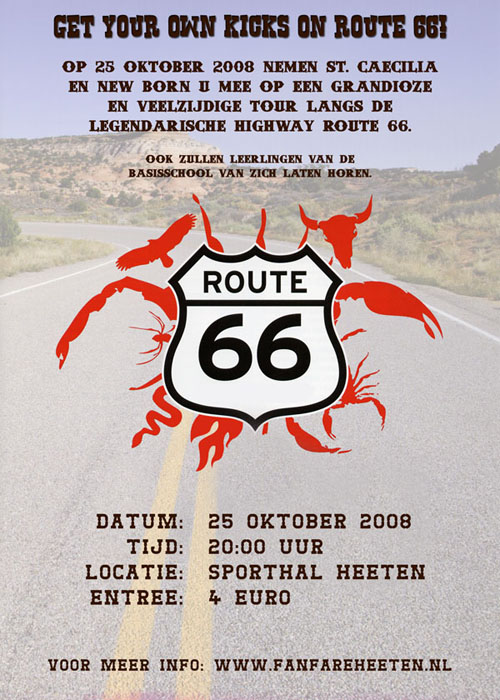 GET YOUR OWN KICKS ON ROUTE 66!
OP 25 OKTOBER 2008 NEMEN ST. CAECILIA
EN NEW BORN U MEE OP EEN GRANDIOZE
EN VEELZIJDIGE TOUR LANGS DE
LEGENDARISCHE HIGHWAY ROUTE 66.
OOK ZULLEN LEERLINGEN VAN DE
BASISSCHOOL VAN ZICH LATEN HOREN.
ROUTE
66
DATUM: 25 OKTOBER 2008
TIJD: 20:00 UUR
LOCATIE: SPORTHAL HEETEN
ENTREE: 4 EURO
VOOR MEER INFO: WWW.FANFAREHEETEN.NL